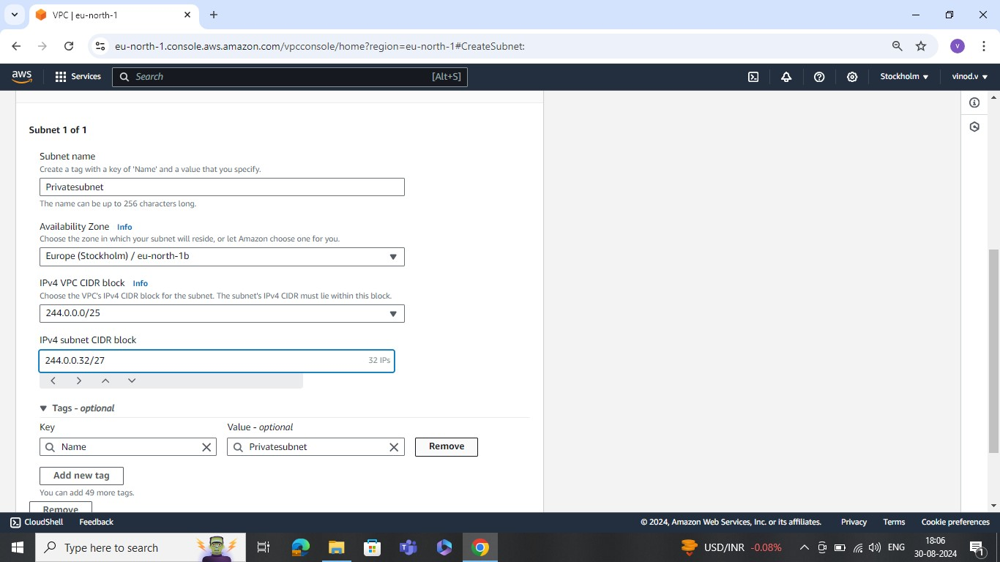 VPC | eu-north-1
eu-north-1.console.aws.amazon.com/vpcconsole/home?region=eu-north-1#CreateSubnet:
V
aws
Services
Search
[Alt+S]
Stockholm
vinod.v
Subnet 1 of 1
Subnet name
Create a tag with a key of 'Name' and a value that you specify.
Privatesubnet
The name can be up to 256 characters long.
Availability Zone Info
Choose the zone in which your subnet will reside, or let Amazon choose one for you.
Europe (Stockholm) / eu-north-1b
IPv4 VPC CIDR block Info
Choose the VPC's IPv4 CIDR block for the subnet. The subnet's IPv4 CIDR must lie within this block.
244.0.0.0/25
IPv4 subnet CIDR block
244.0.0.32/27
32 IPs
Tags - optional
Key
Value - optional
Name
Privatesubnet
Remove
Add new tag
You can add 49 more tags.
Remove
CloudShell
Feedback
© 2024, Amazon Web Services, Inc. or its affiliates.
Privacy
Terms
Cookie preferences
Type here to search
USD/INR -0.08%
ENG
18:06
30-08-2024
1